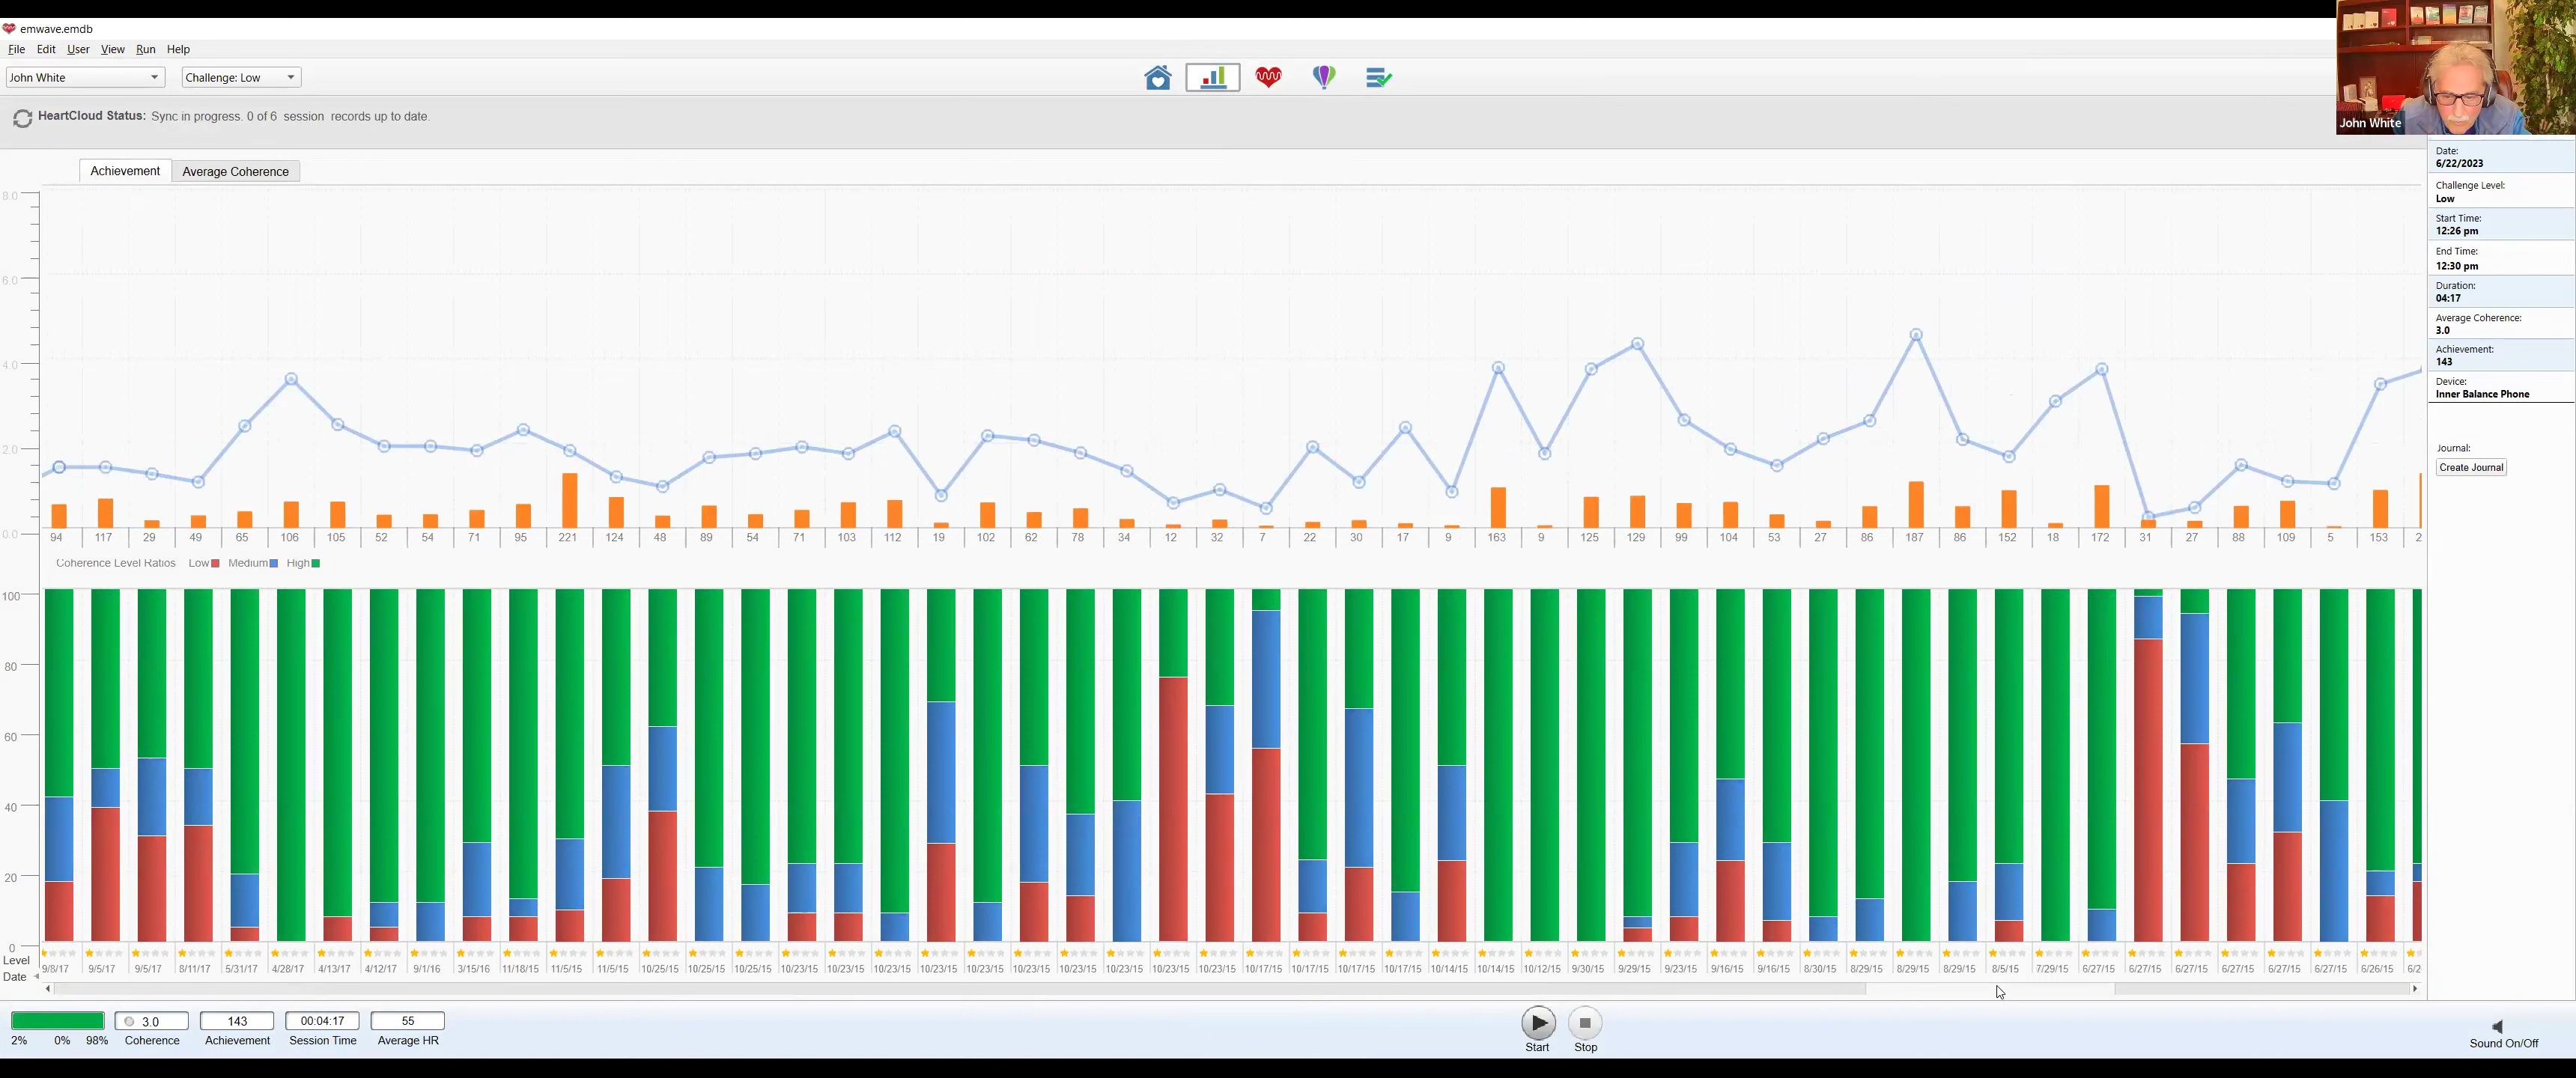 emwave.emdb
File Edit User View Run Help
John White Challenge: Low
HeartCloud Status: Sync in progress. 0 of 6 session records up to date.
John White
Achievement Average Coherence
8.0
6.0
4.0
2.0
0.0
94 117 29 49 65 106 105 52 54 71 95 221 124 48 89 54 71 103 112 19 102 62 78 34 12 32 7 22 30 17 9 163 9 125 129 99 104 53 27 86 187 86 152 18 172 31 27 88 109 5 153 2
Coherence Level Ratios Low Medium High
100
80
60
40
20
0
Level
Date 9/8/17 9/5/17 9/5/17 8/11/17 5/31/17 4/28/17 4/13/17 4/12/17 9/1/16 3/15/16 11/18/15 11/5/15 11/5/15 10/25/15 10/25/15 10/25/15 10/23/15 10/23/15 10/23/15 10/23/15 10/23/15 10/23/15 10/23/15 10/23/15 10/23/15 10/23/15 10/17/15 10/17/15 10/17/15 10/17/15 10/14/15 10/14/15 10/12/15 9/30/15 9/29/15 9/23/15 9/16/15 9/16/15 8/30/15 8/29/15 8/29/15 8/29/15 8/5/15 7/29/15 6/27/15 6/27/15 6/27/15 6/27/15 6/27/15 6/27/15 6/26/15 6/2
Date:
6/22/2023
Challenge Level:
Low
Start Time:
12:26 pm
End Time:
12:30 pm
Duration:
04:17
Average Coherence:
3.0
Achievement:
143
Device:
Inner Balance Phone
Journal:
Create Journal
3.0 143 00:04:17 55
2% 0% 98% Coherence Achievement Session Time Average HR
Start Stop
Sound On/Off